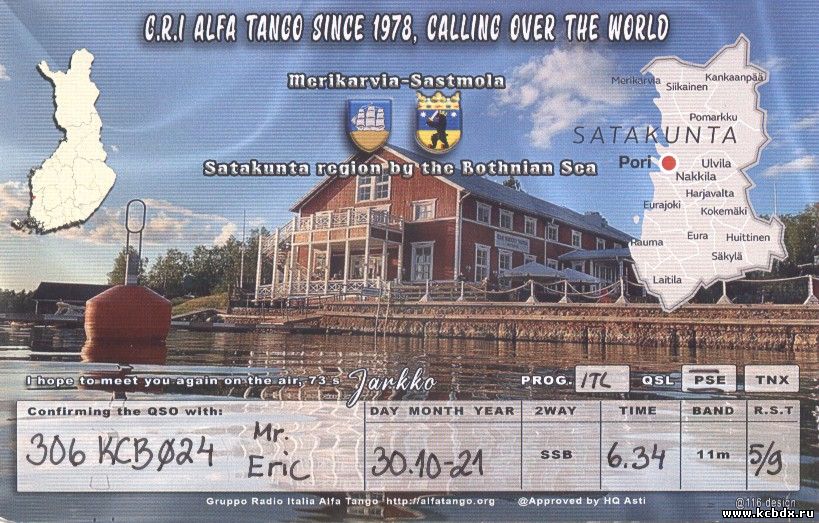 G.R.I ALFA TANGO SINCE 1978, CALLING OVER THE WORLD
Merikarvia-Sastmola
Satakunta region by the Bothnian Sea
Merikarvia
Kankaanpää
Siikainen
Pomarkku
SATAKUNTA
Pori
Ulvila
Nakkila
Harjavalta
Eurajoki
Kokemäki
Rauma
Eura
Huittinen
Säkylä
Laitila
I hope to meet you again on the air, 73's Jarkko
PROG. ITL QSL PSE TNX
Confirming the QSO with: DAY MONTH YEAR 2WAY TIME BAND R.S.T
306 KCBØ24 Mr. Eric 30.10-21 SSB 6.34 11m 5/9
Gruppo Radio Italia Alfa Tango http://alfatango.org @Approved by HQ Asti
@116 design
www.kcbdx.ru